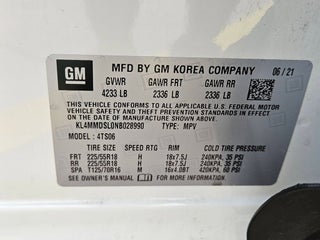 GM
MFD BY GM KOREA COMPANY 06/21
GVWR GAWR FRT GAWR RR
4233 LB 2336 LB 2336 LB
THIS VEHICLE CONFORMS TO ALL APPLICABLE U.S. FEDERAL
MOTOR VEHICLE SAFETY, BUMPER, AND THEFT PREVENTION
STANDARDS IN EFFECT ON THE DATE OF MANUFACTURE SHOWN ABOVE.
KL4MMDSL0NB028990 TYPE: MPV
MODEL: 4TS06
TIRE SIZE SPEED RTG RIM COLD TIRE PRESSURE
FRT 225/55R18 H 18x7.5J 240KPA, 35 PSI
RR 225/55R18 H 18x7.5J 240KPA, 35 PSI
SPA T125/70R16 M 16x4.0BT 420KPA, 60 PSI
SEE OWNER'S MANUAL